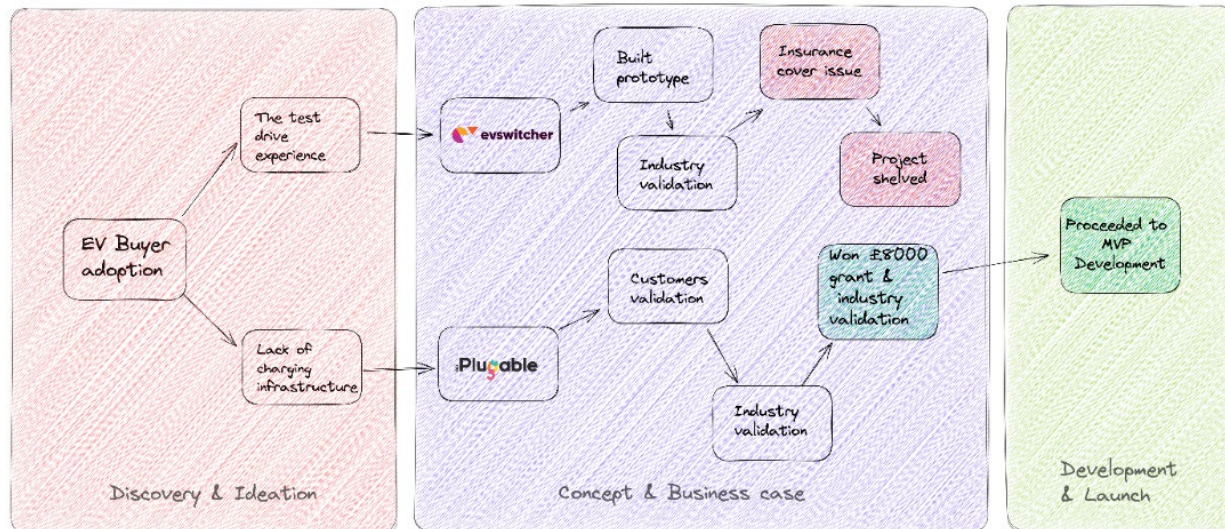 EV Buyer
adoption
The test
drive
experience
Lack of
charging
infrastructure
Discovery & Ideation
evswitcher
Built
prototype
Industry
validation
Insurance
cover issue
Project
shelved
Plugable
Customers
validation
Industry
validation
Won £8000
grant &
industry
validation
Concept & Business case
Proceeded to
MVP
Development
Development
& Launch